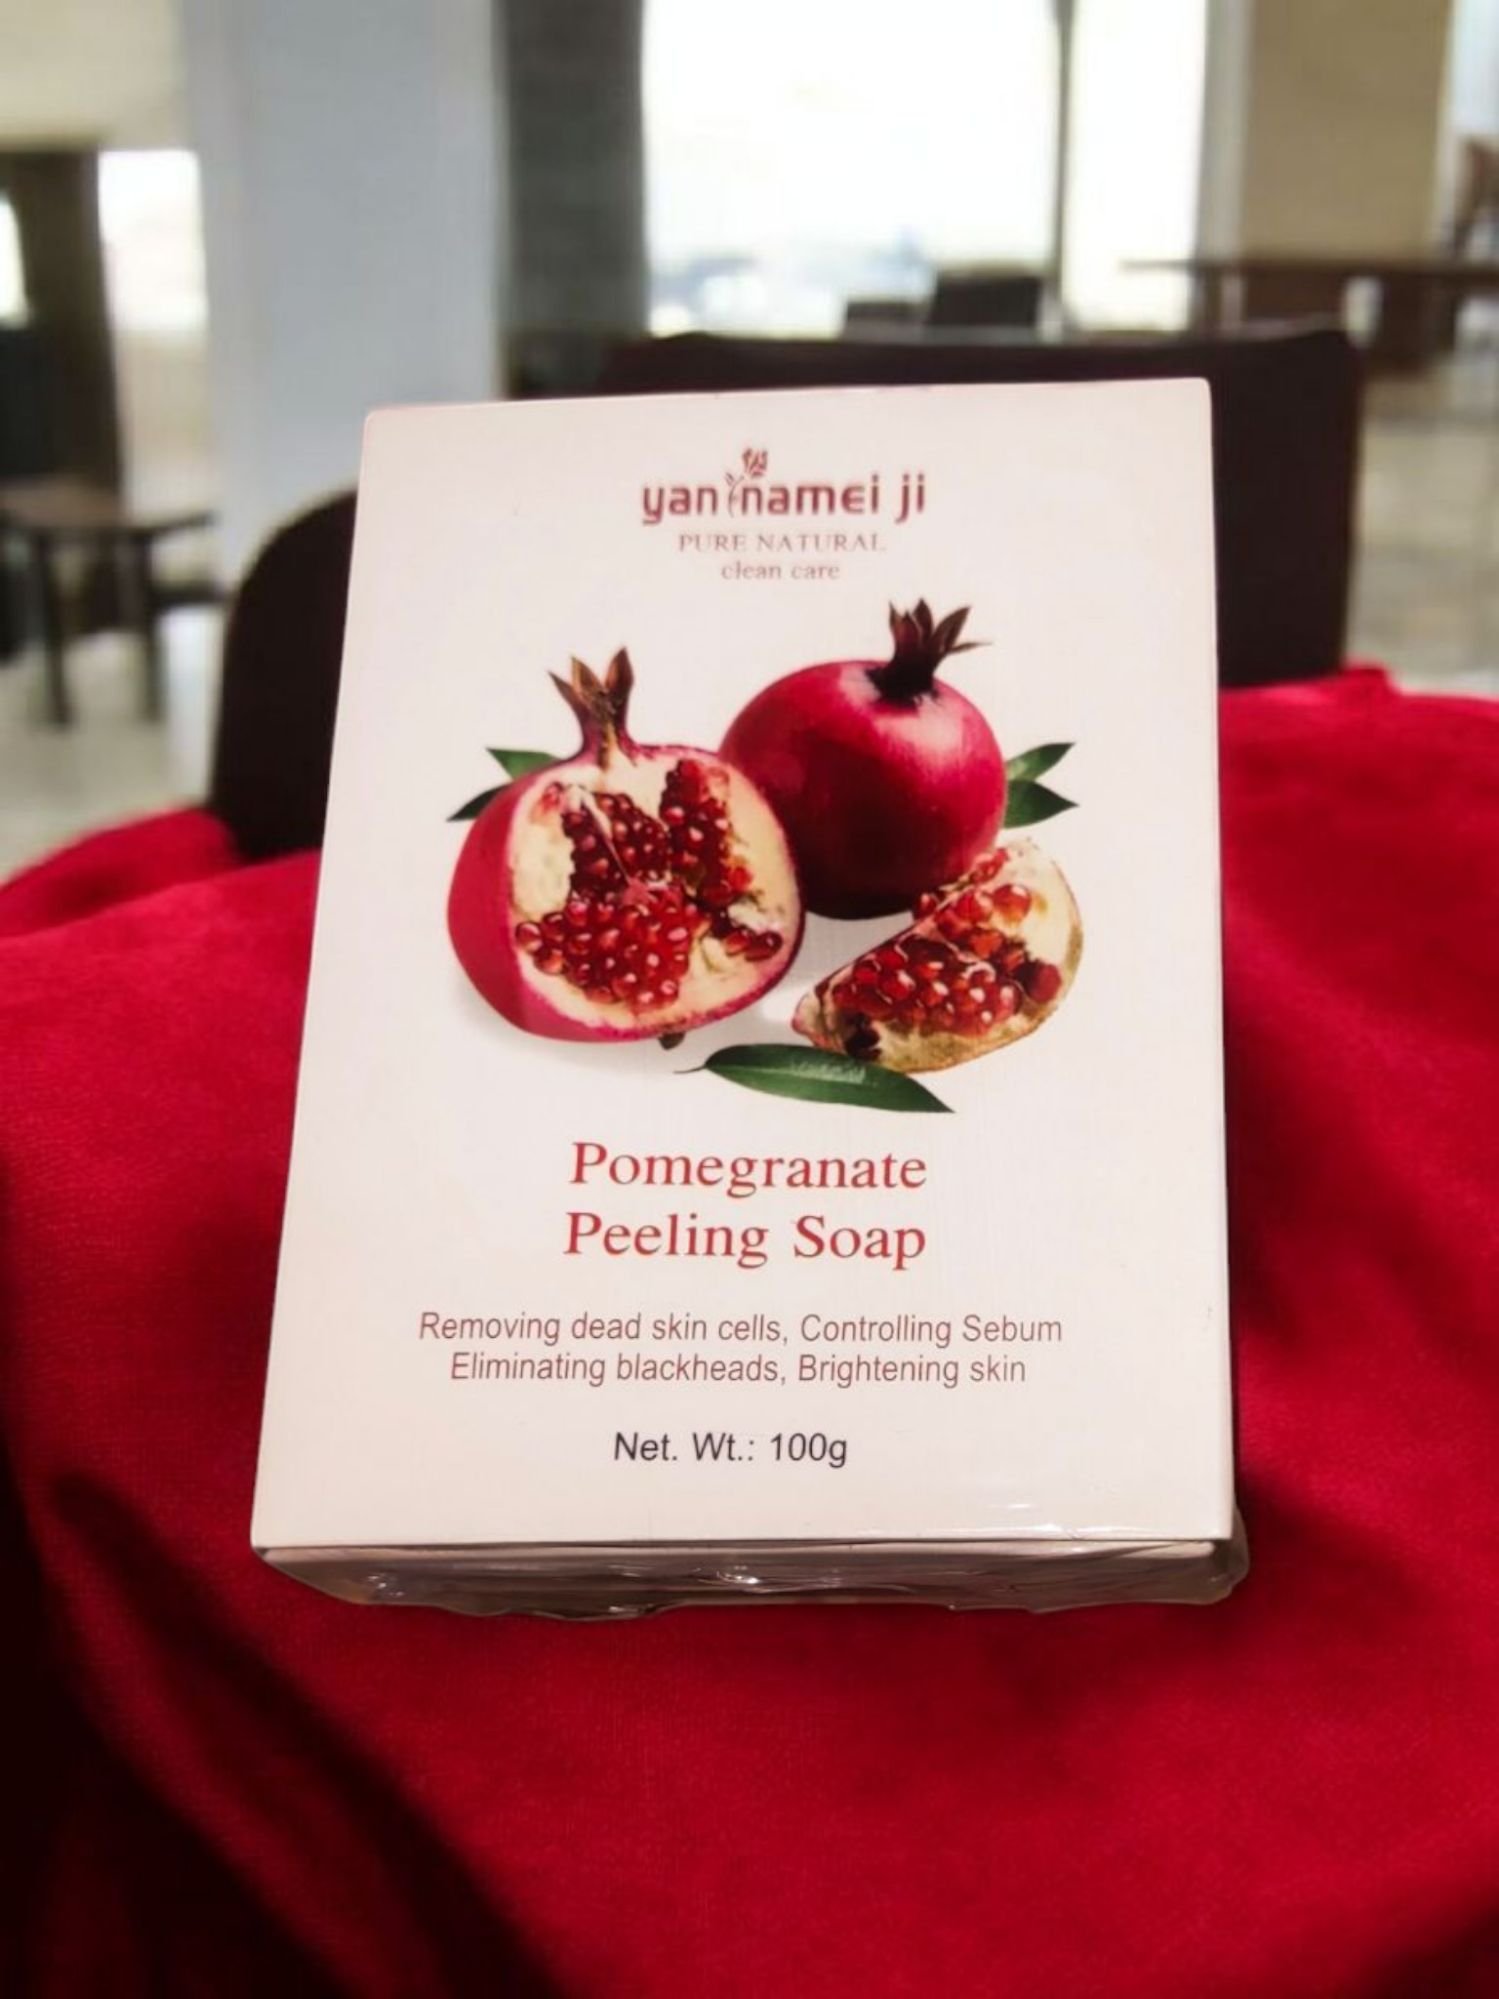 yan namei ji
PURE NATURAL
clean care
Pomegranate
Peeling Soap
Removing dead skin cells, Controlling Sebum
Eliminating blackheads, Brightening skin
Net. Wt.: 100g